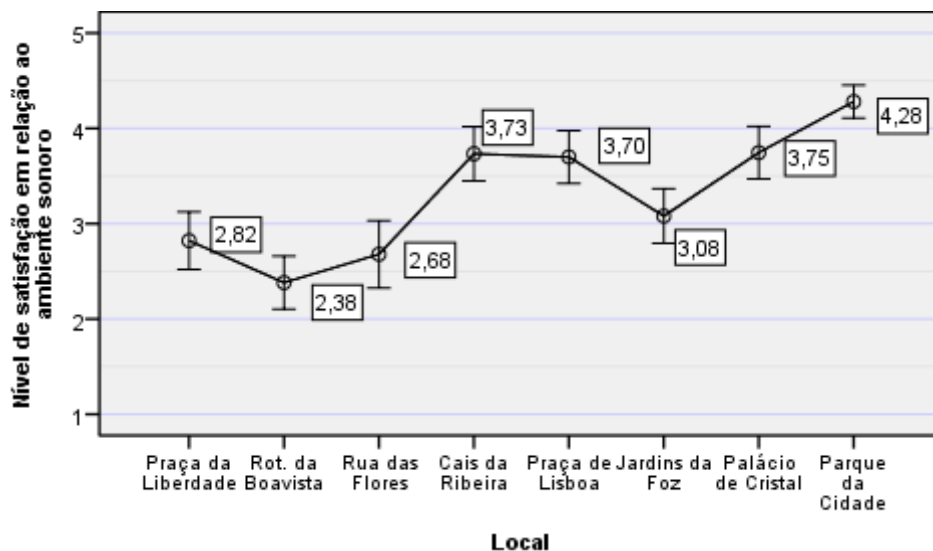 Nível de satisfação em relação ao
ambiente sonoro
5
4
3
2
1
2,82
2,38
2,68
3,73
3,70
3,08
3,75
4,28
Praça da
Liberdade
Rot. da
Boavista
Rua das
Flores
Cais da
Ribeira
Praça de
Lisboa
Jardins da
Foz
Palácio
de Cristal
Parque
da
Cidade
Local